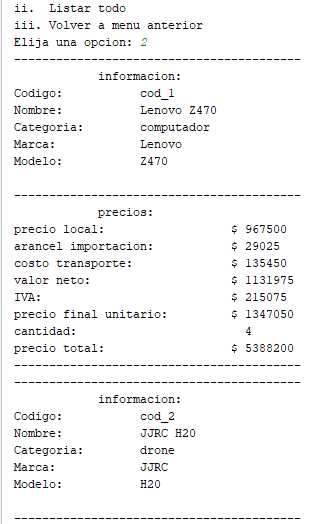 ii.  Listar todo
iii. Volver a menu anterior
Elija una opcion: 2
-----------------------------------------
informacion:
Codigo: cod_1
Nombre: Lenovo Z470
Categoria: computador
Marca: Lenovo
Modelo: Z470
-----------------------------------------
precios:
precio local: $ 967500
arancel importacion: $ 29025
costo transporte: $ 135450
valor neto: $ 1131975
IVA: $ 215075
precio final unitario: $ 1347050
cantidad: 4
precio total: $ 5388200
-----------------------------------------
-----------------------------------------
informacion:
Codigo: cod_2
Nombre: JJRC H20
Categoria: drone
Marca: JJRC
Modelo: H20
-----------------------------------------